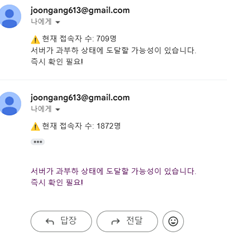 joongang613@gmail.com
나에게
⚠ 현재 접속자 수: 709명
서버가 과부하 상태에 도달할 가능성이 있습니다.
즉시 확인 필요!
joongang613@gmail.com
나에게
⚠ 현재 접속자 수: 1872명
서버가 과부하 상태에 도달할 가능성이 있습니다.
즉시 확인 필요!
답장 전달